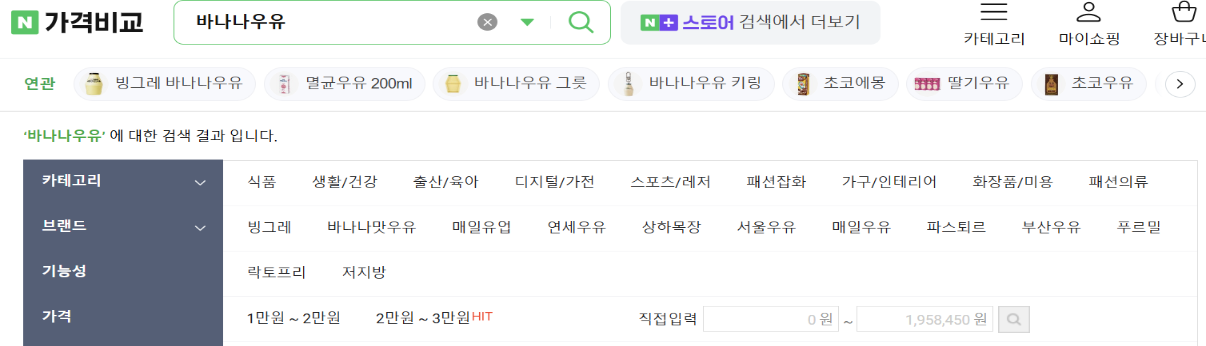 N 가격비교 바나나우유 N+ 스토어 검색에서 더보기
카테고리 마이쇼핑 장바구니
연관 빙그레 바나나우유 멸균우유 200ml 바나나우유 그릇 바나나우유 키링 초코에몽 딸기우유 초코우유
‘바나나우유’ 에 대한 검색 결과 입니다.
카테고리 식품 생활/건강 출산/육아 디지털/가전 스포츠/레저 패션잡화 가구/인테리어 화장품/미용 패션의류
브랜드 빙그레 바나나맛우유 매일유업 연세우유 상하목장 서울우유 매일우유 파스퇴르 부산우유 푸르밀
기능성 락토프리 저지방
가격 1만원 ~ 2만원 2만원 ~ 3만원HIT 직접입력 0 원 ~ 1,958,450 원